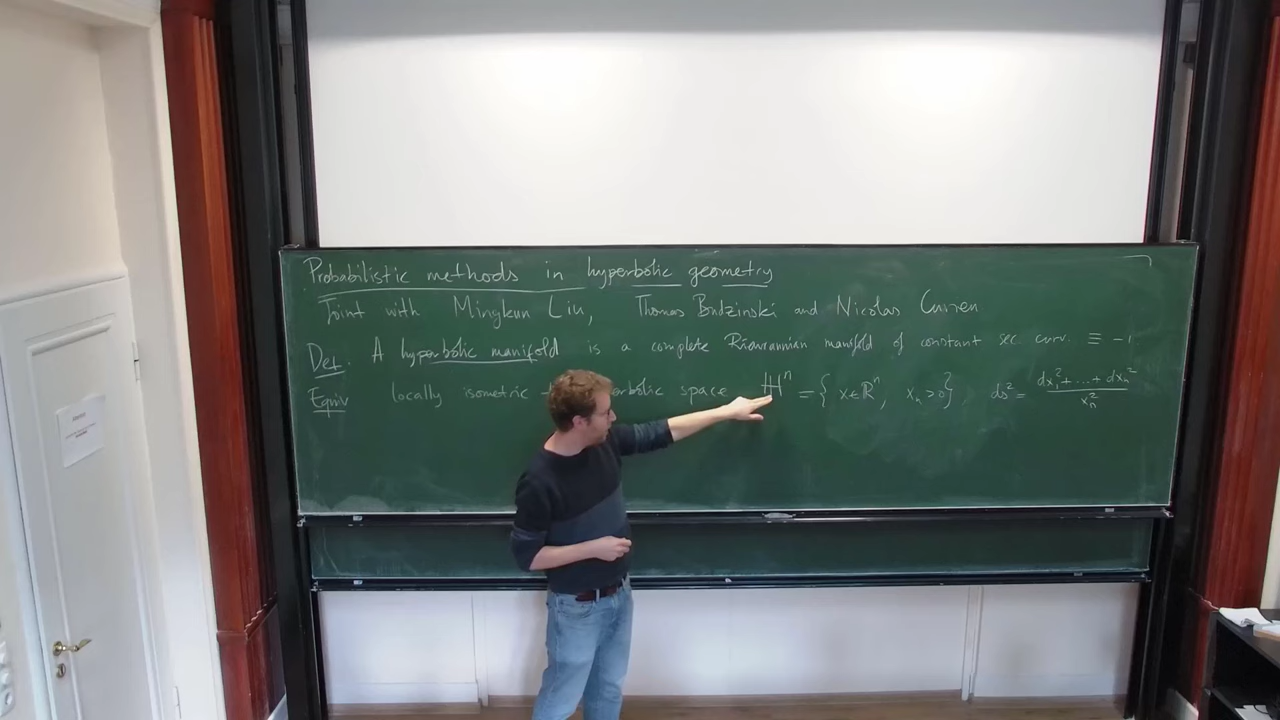 Probabilistic methods in hyperbolic geometry
Joint with Mingkun Liu, Thomas Budzinski and Nicolas Curien
Def. A hyperbolic manifold is a complete Riemannian manifold of constant sec. curv. ≡ -1
Equiv locally isometric hyperbolic space ℍⁿ = { x∈ℝⁿ, xₙ>0 }, ds² = (dx₁² + ... + dxₙ²) / xₙ²